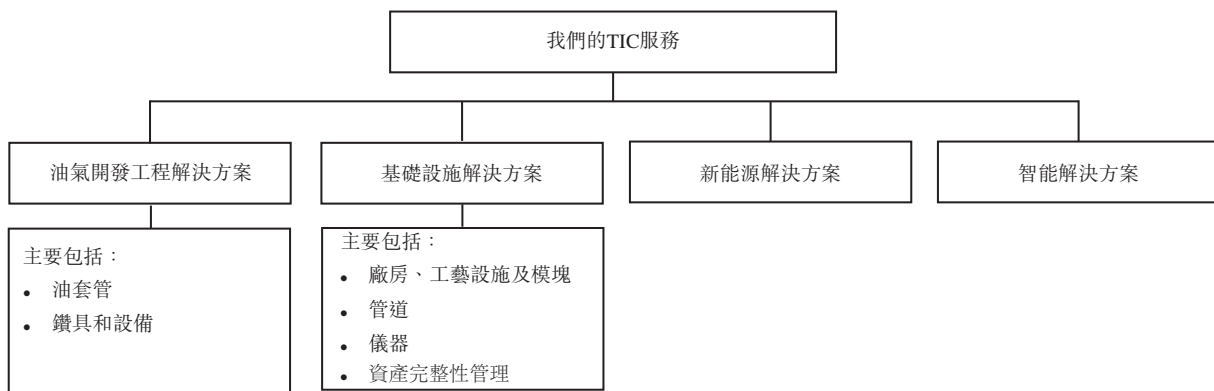 我們的TIC服務
油氣開發工程解決方案
基礎設施解決方案
新能源解決方案
智能解決方案
主要包括：
• 油套管
• 鑽具和設備
主要包括：
• 廠房、工藝設施及模塊
• 管道
• 儀器
• 資產完整性管理